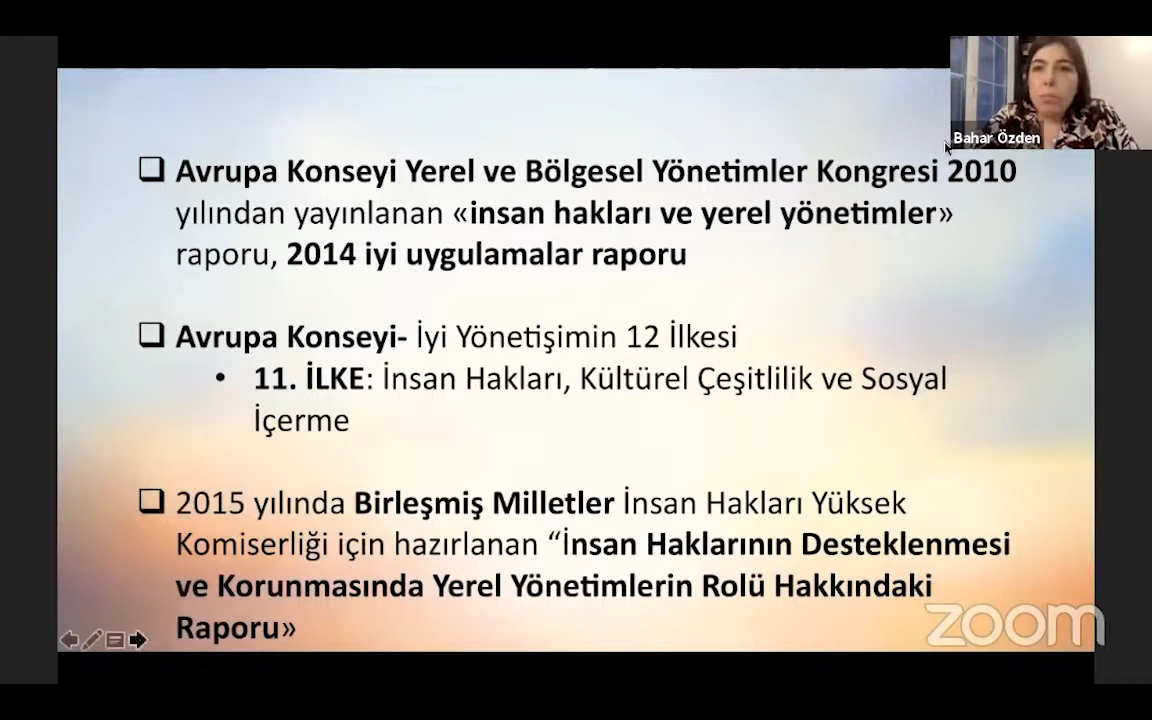 Bahar Özden
❑ Avrupa Konseyi Yerel ve Bölgesel Yönetimler Kongresi 2010
yılından yayınlanan «insan hakları ve yerel yönetimler»
raporu, 2014 iyi uygulamalar raporu
❑ Avrupa Konseyi- İyi Yönetişimin 12 İlkesi
• 11. İLKE: İnsan Hakları, Kültürel Çeşitlilik ve Sosyal
İçerme
❑ 2015 yılında Birleşmiş Milletler İnsan Hakları Yüksek
Komiserliği için hazırlanan “İnsan Haklarının Desteklenmesi
ve Korunmasında Yerel Yönetimlerin Rolü Hakkındaki
Raporu»
zoom